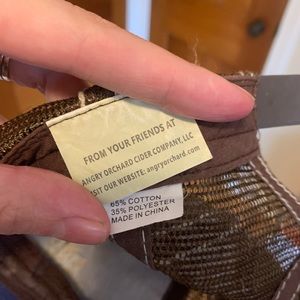 FROM YOUR FRIENDS AT
ANGRY ORCHARD CIDER COMPANY, LLC
VISIT OUR WEBSITE: angryorchard.com
65% COTTON
35% POLYESTER
MADE IN CHINA